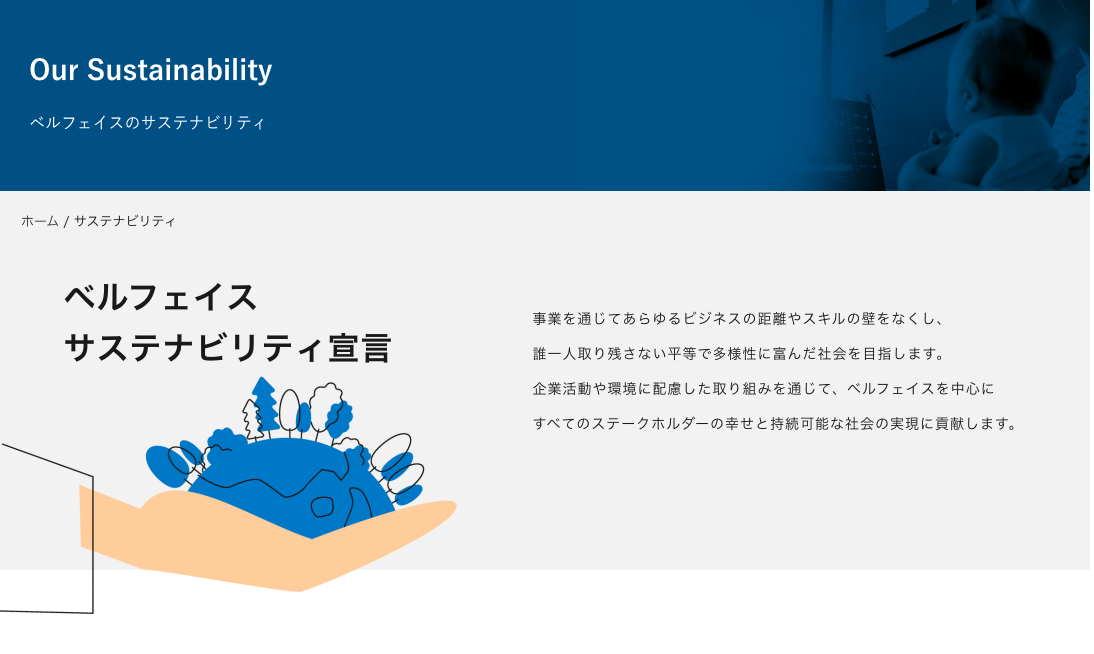 Our Sustainability
ベルフェイスのサステナビリティ
ホーム / サステナビリティ
ベルフェイス
サステナビリティ宣言
事業を通じてあらゆるビジネスの距離やスキルの壁をなくし、
誰一人取り残さない平等で多様性に富んだ社会を目指します。
企業活動や環境に配慮した取り組みを通じて、ベルフェイスを中心に
すべてのステークホルダーの幸せと持続可能な社会の実現に貢献します。